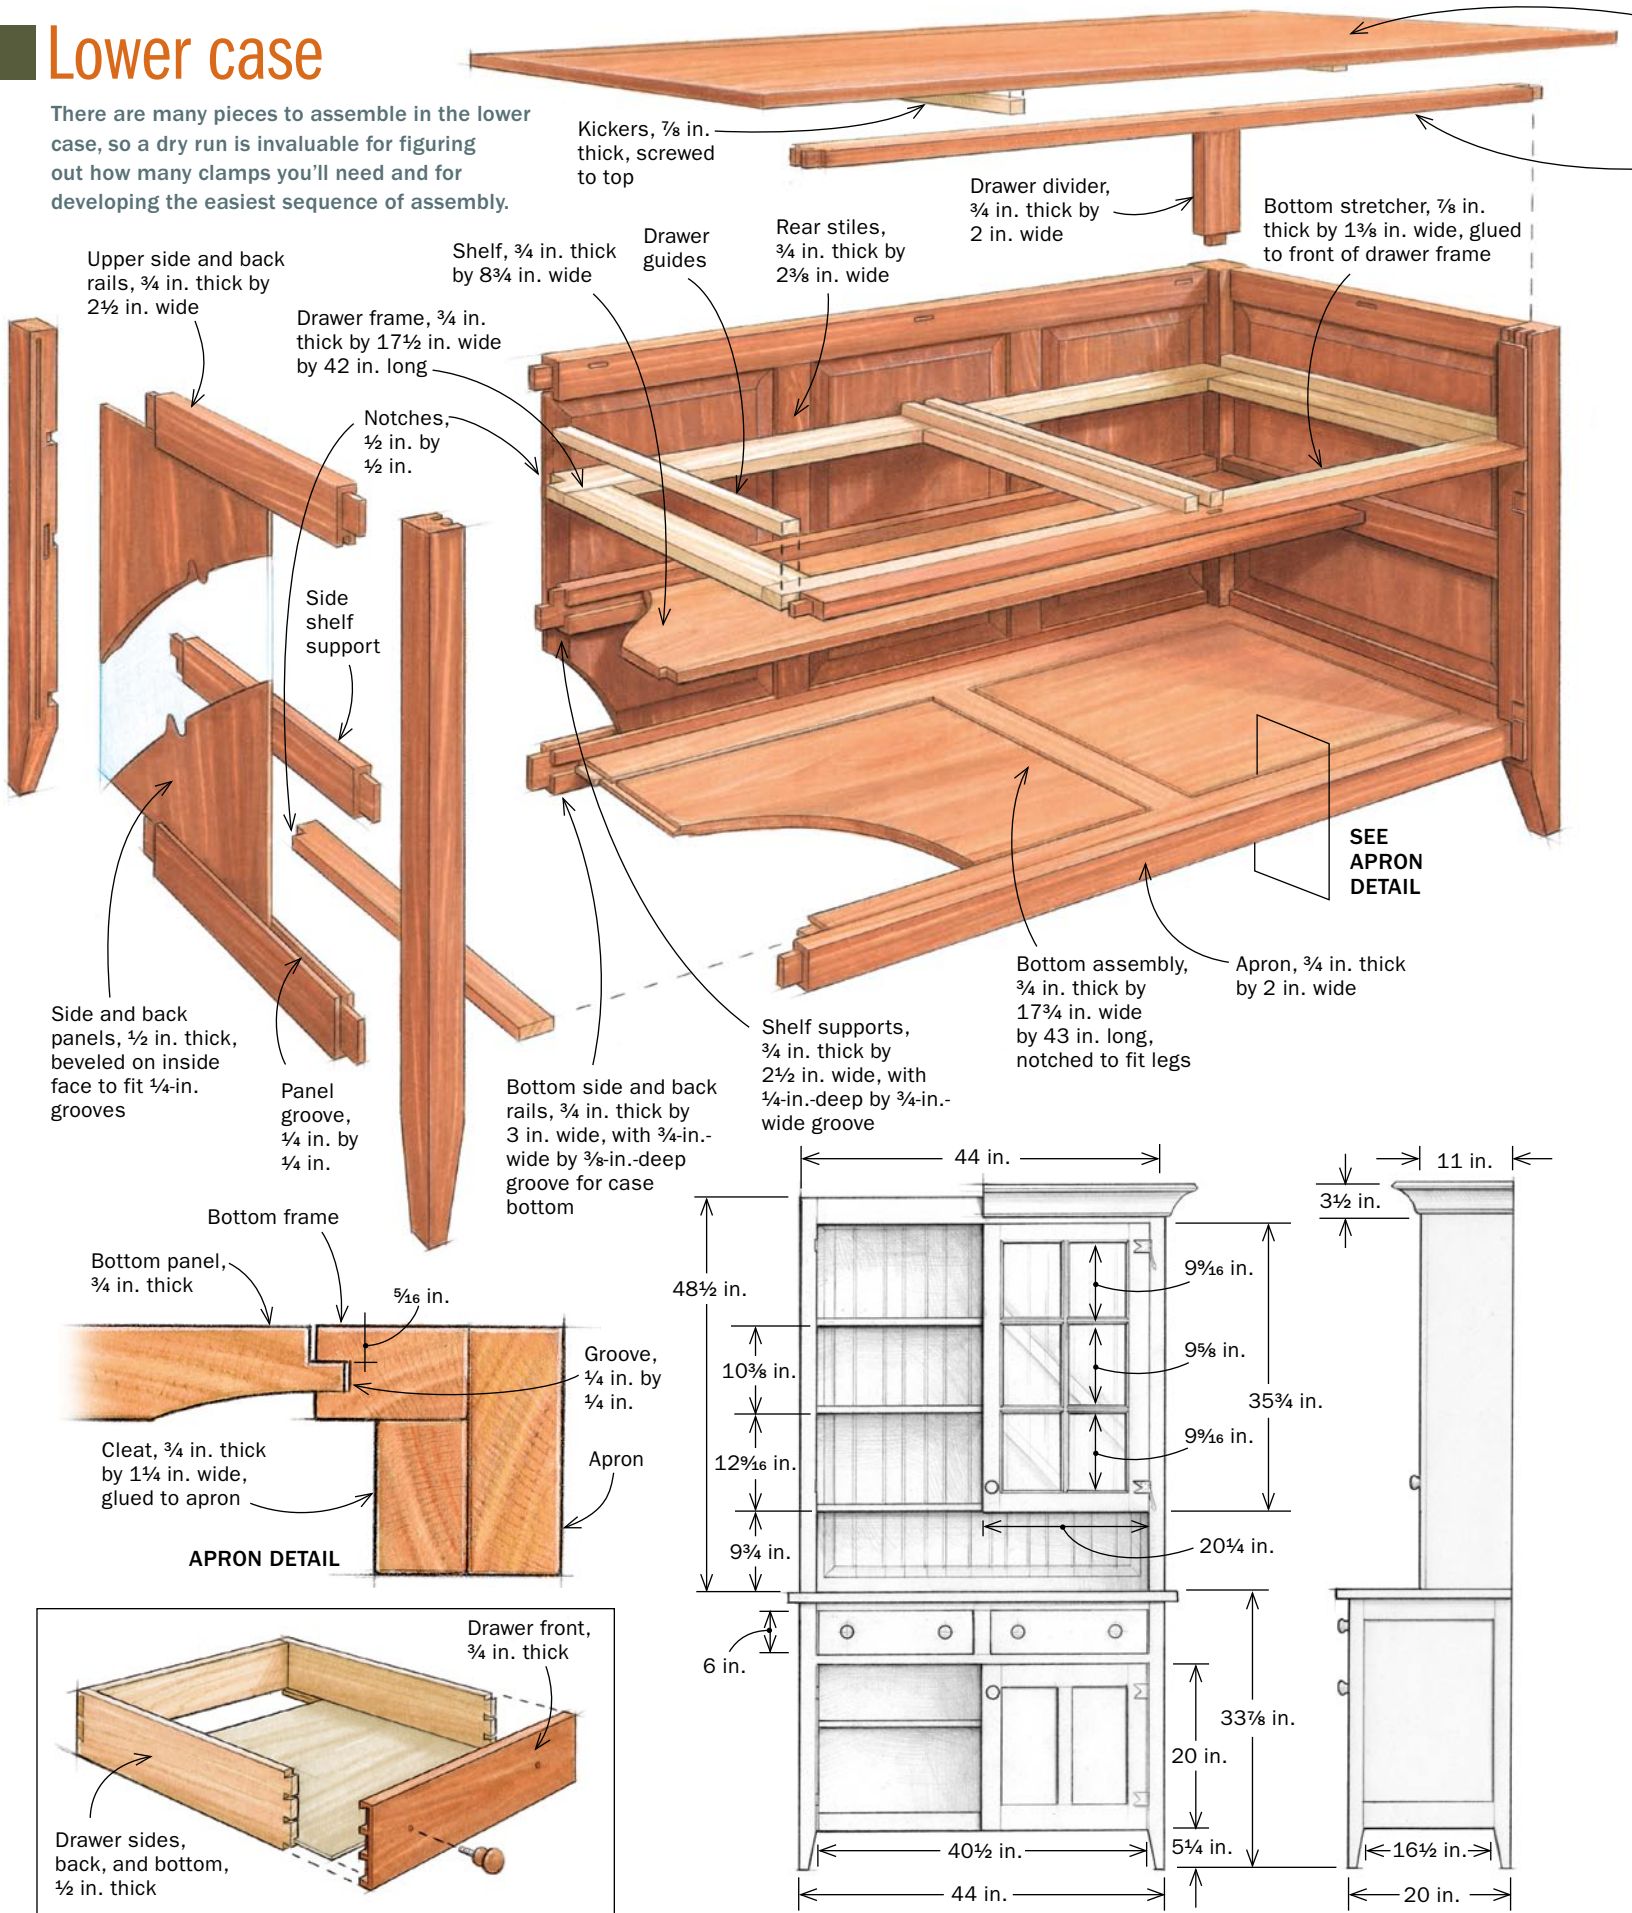 Lower case
There are many pieces to assemble in the lower
case, so a dry run is invaluable for figuring
out how many clamps you'll need and for
developing the easiest sequence of assembly.
Kickers, ⅞ in.
thick, screwed
to top
Drawer divider,
¾ in. thick by
2 in. wide
Bottom stretcher, ⅞ in.
thick by 1⅜ in. wide, glued
to front of drawer frame
Upper side and back
rails, ¾ in. thick by
2½ in. wide
Shelf, ¾ in. thick
by 8¾ in. wide
Drawer
guides
Rear stiles,
¾ in. thick by
2⅜ in. wide
Drawer frame, ¾ in.
thick by 17½ in. wide
by 42 in. long
Notches,
½ in. by
½ in.
Side
shelf
support
SEE
APRON
DETAIL
Side and back
panels, ½ in. thick,
beveled on inside
face to fit ¼-in.
grooves
Panel
groove,
¼ in. by
¼ in.
Bottom side and back
rails, ¾ in. thick by
3 in. wide, with ¾-in.-
wide by ⅜-in.-deep
groove for case
bottom
Shelf supports,
¾ in. thick by
2½ in. wide, with
¼-in.-deep by ¾-in.-
wide groove
Bottom assembly,
¾ in. thick by
17¾ in. wide
by 43 in. long,
notched to fit legs
Apron, ¾ in. thick
by 2 in. wide
Bottom frame
Bottom panel,
¾ in. thick
5⁄16 in.
Groove,
¼ in. by
¼ in.
Cleat, ¾ in. thick
by 1¼ in. wide,
glued to apron
Apron
APRON DETAIL
Drawer front,
¾ in. thick
Drawer sides,
back, and bottom,
½ in. thick
44 in.
11 in.
3½ in.
48½ in.
99⁄16 in.
10⅜ in.
9⅝ in.
35¾ in.
129⁄16 in.
99⁄16 in.
9¾ in.
20¼ in.
6 in.
33⅞ in.
20 in.
40½ in.
5¼ in.
16½ in.
44 in.
20 in.